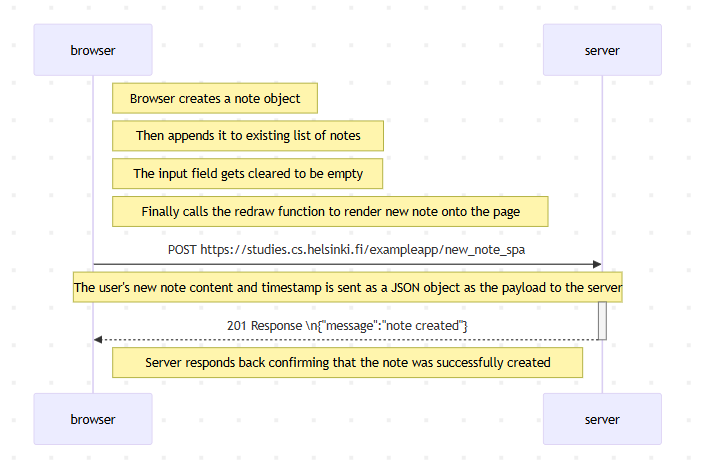 browser
server
Browser creates a note object
Then appends it to existing list of notes
The input field gets cleared to be empty
Finally calls the redraw function to render new note onto the page
POST https://studies.cs.helsinki.fi/exampleapp/new_note_spa
The user's new note content and timestamp is sent as a JSON object as the payload to the server
201 Response \n{"message":"note created"}
Server responds back confirming that the note was successfully created
browser
server